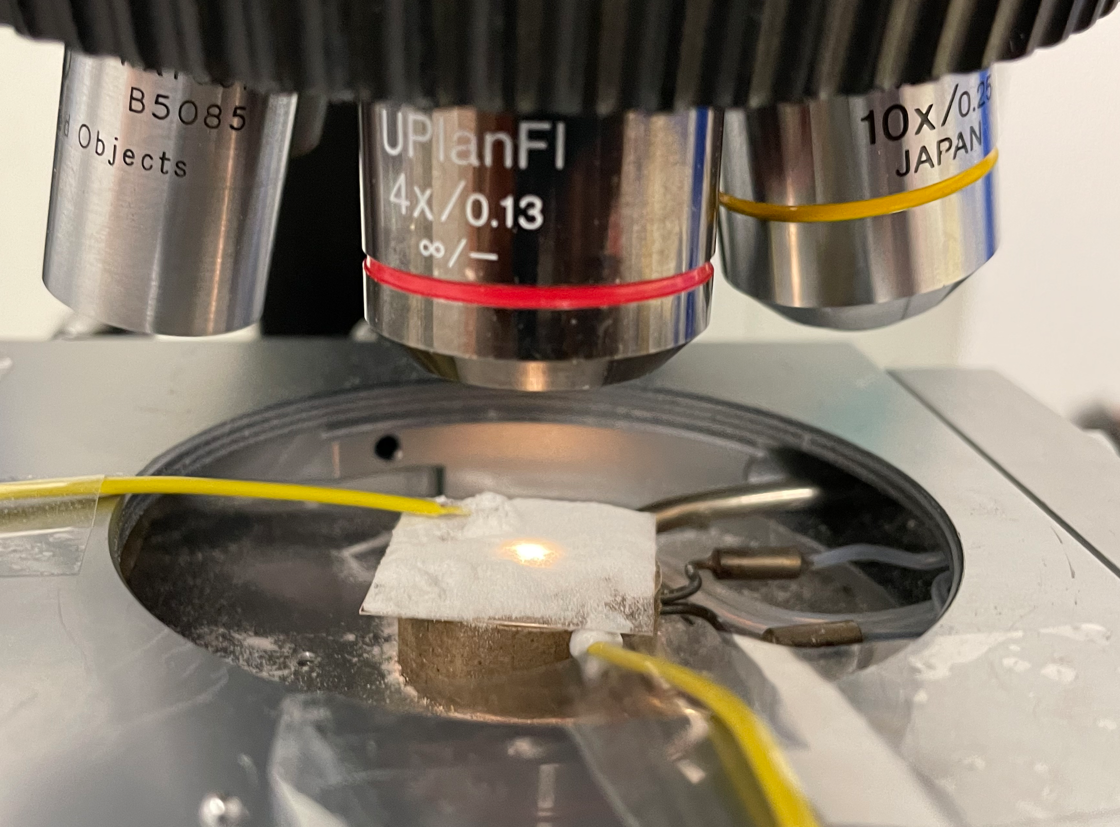 B5085
Objects
UPlanFl
4x/0.13
∞/–
10x/0.25
JAPAN